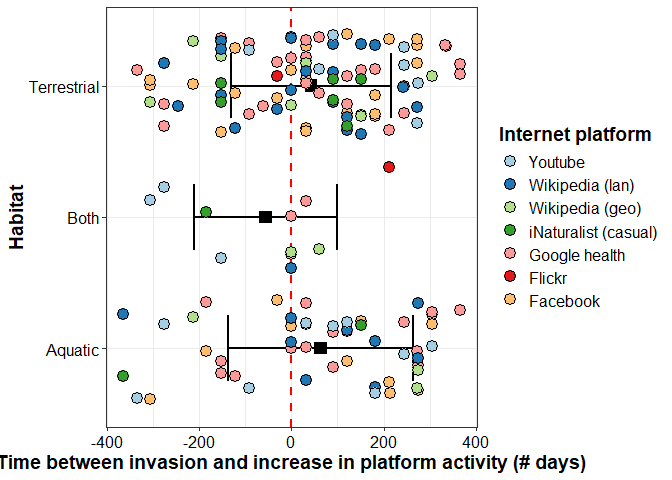 Habitat
Terrestrial
Both
Aquatic
-400
-200
0
200
400
Time between invasion and increase in platform activity (# days)
Internet platform
Youtube
Wikipedia (lan)
Wikipedia (geo)
iNaturalist (casual)
Google health
Flickr
Facebook